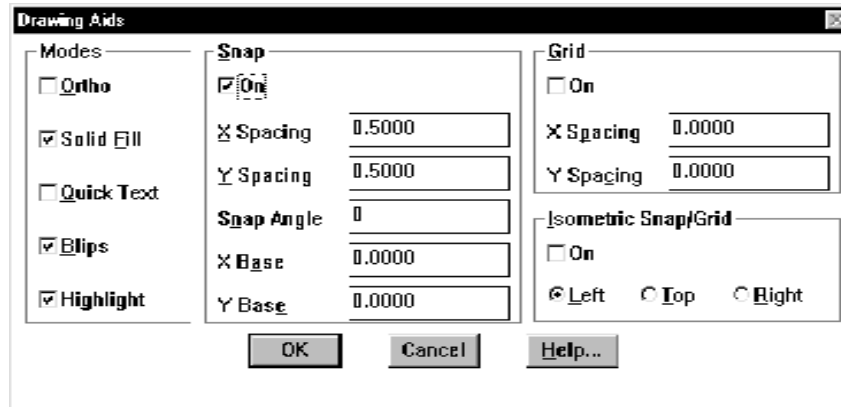 Drawing Aids
Modes
Ortho
Solid Fill
Quick Text
Blips
Highlight
Snap
On
X Spacing 0.5000
Y Spacing 0.5000
Snap Angle 0
X Base 0.0000
Y Base 0.0000
Grid
On
X Spacing 0.0000
Y Spacing 0.0000
Isometric Snap/Grid
On
Left Top Right
OK Cancel Help...